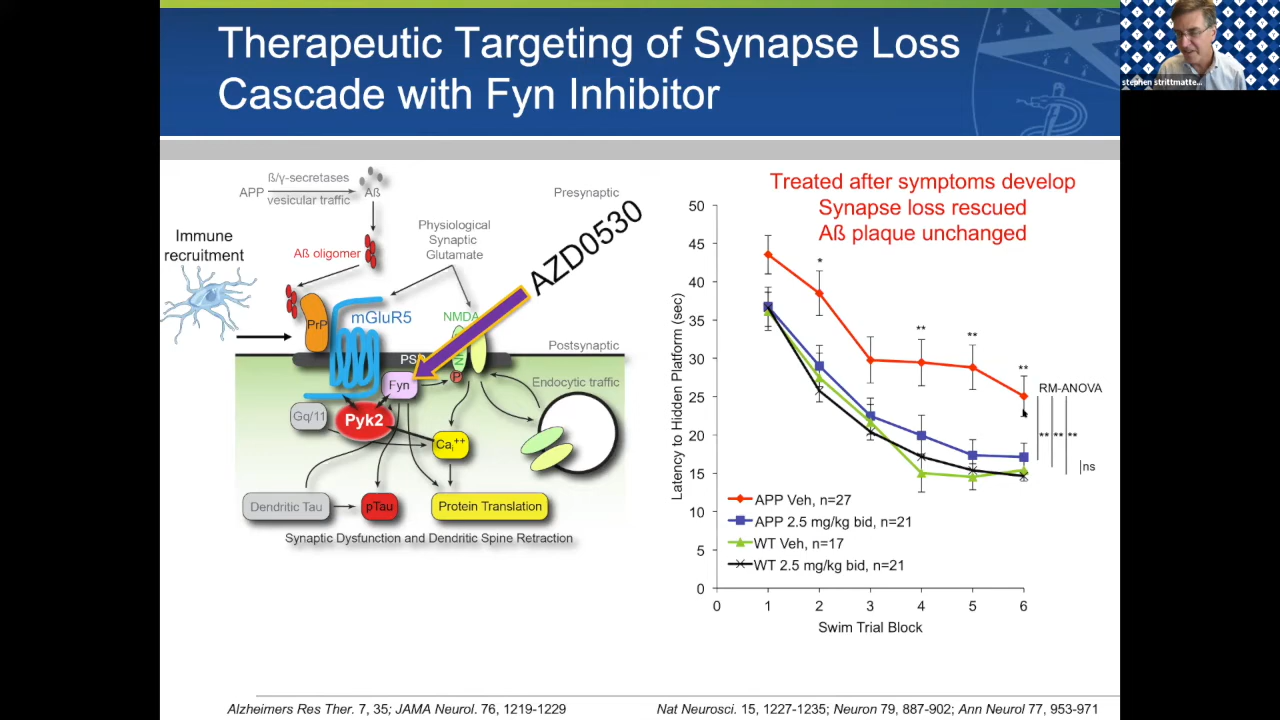 Therapeutic Targeting of Synapse Loss
Cascade with Fyn Inhibitor
stephen strittmatte...
ß/γ-secretases
APP
Aß
vesicular traffic
Presynaptic
Immune
recruitment
Aß oligomer
Physiological
Synaptic
Glutamate
AZD0530
PrP
mGluR5
NMDA
Postsynaptic
PS
Fyn
P
Endocytic traffic
Gq/11
Pyk2
Cai++
Dendritic Tau
pTau
Protein Translation
Synaptic Dysfunction and Dendritic Spine Retraction
Treated after symptoms develop
Synapse loss rescued
Aß plaque unchanged
Latency to Hidden Platform (sec)
50
45
40
35
30
25
20
15
10
5
0
*
**
**
**
RM-ANOVA
** ** **
ns
APP Veh, n=27
APP 2.5 mg/kg bid, n=21
WT Veh, n=17
WT 2.5 mg/kg bid, n=21
0 1 2 3 4 5 6
Swim Trial Block
Alzheimers Res Ther. 7, 35; JAMA Neurol. 76, 1219-1229
Nat Neurosci. 15, 1227-1235; Neuron 79, 887-902; Ann Neurol 77, 953-971